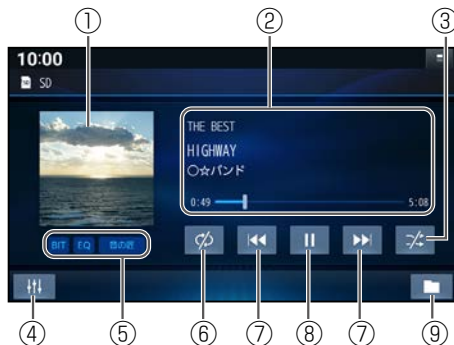 ① ② ③
10:00
SD
THE BEST
HIGHWAY
○☆バンド
0:49 5:08
BIT EQ 音の匠
④ ⑤ ⑥ ⑦ ⑧ ⑦ ⑨